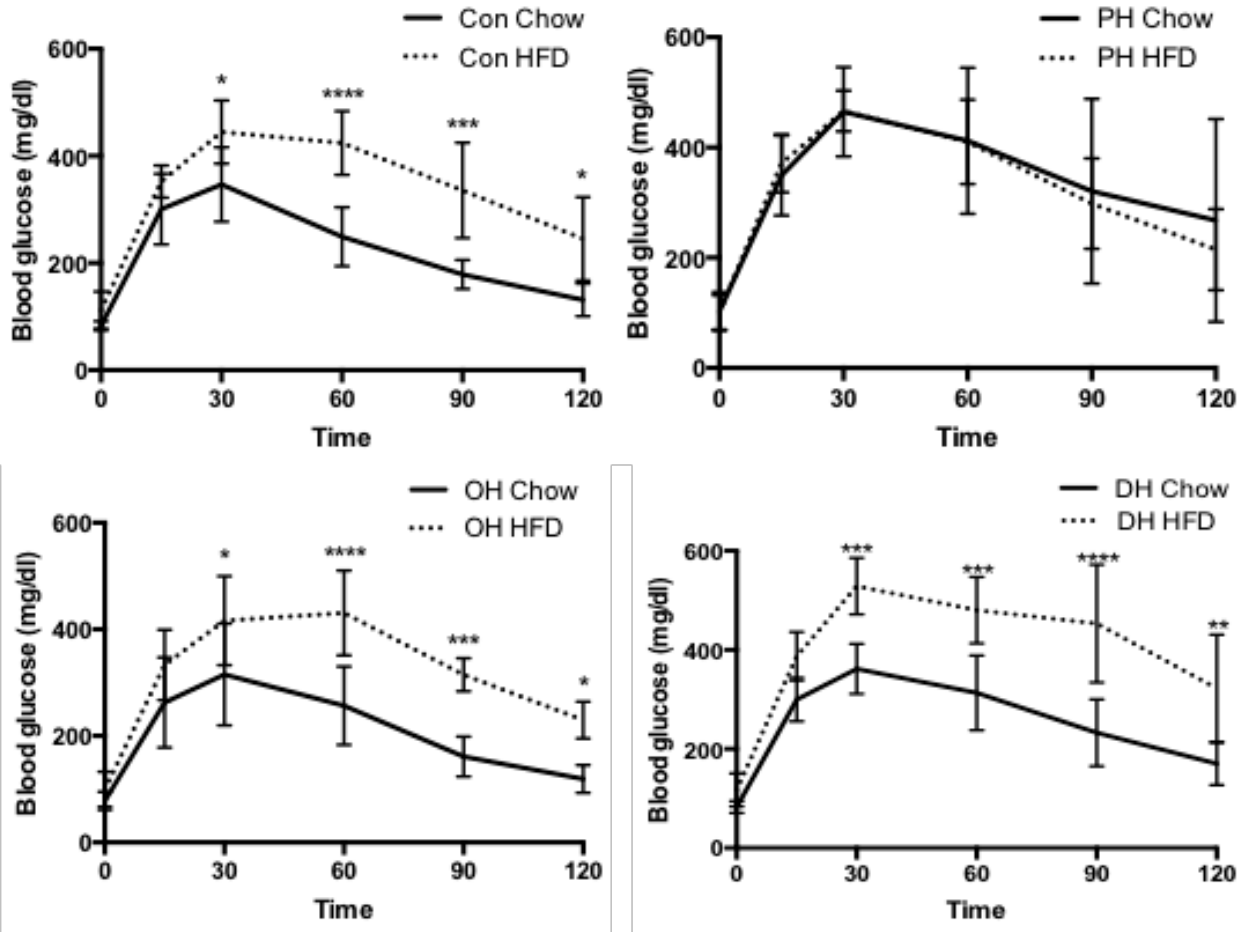 Con Chow
Con HFD
Blood glucose (mg/dl)
600
400
200
0
*
****
***
*
0 30 60 90 120
Time
PH Chow
PH HFD
Blood glucose (mg/dl)
600
400
200
0
0 30 60 90 120
Time
OH Chow
OH HFD
Blood glucose (mg/dl)
600
400
200
0
*
****
***
*
0 30 60 90 120
Time
DH Chow
DH HFD
Blood glucose (mg/dl)
600
400
200
0
***
***
****
**
0 30 60 90 120
Time